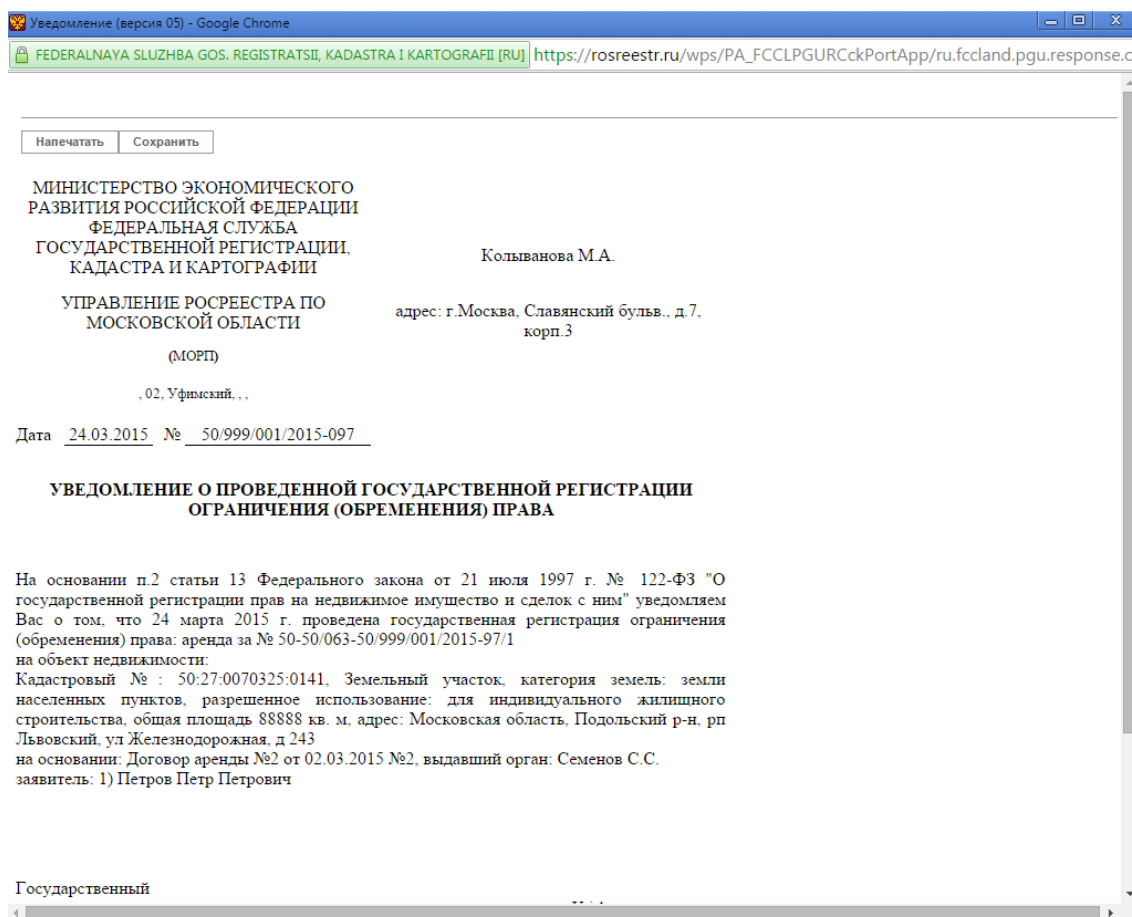 Уведомление (версия 05) - Google Chrome
FEDERALNAYA SLUZHBA GOS. REGISTRATSII, KADASTRA I KARTOGRAFII [RU] https://rosreestr.ru/wps/PA_FCCLPGURCckPortApp/ru.fccland.pgu.response.c
Напечатать Сохранить
МИНИСТЕРСТВО ЭКОНОМИЧЕСКОГО
РАЗВИТИЯ РОССИЙСКОЙ ФЕДЕРАЦИИ
ФЕДЕРАЛЬНАЯ СЛУЖБА
ГОСУДАРСТВЕННОЙ РЕГИСТРАЦИИ,
КАДАСТРА И КАРТОГРАФИИ
УПРАВЛЕНИЕ РОСРЕЕСТРА ПО
МОСКОВСКОЙ ОБЛАСТИ
(МОРП)
, 02, Уфимский, , ,
Колыванова М.А.
адрес: г.Москва, Славянский бульв., д.7,
корп.3
Дата 24.03.2015 № 50/999/001/2015-097
УВЕДОМЛЕНИЕ О ПРОВЕДЕННОЙ ГОСУДАРСТВЕННОЙ РЕГИСТРАЦИИ
ОГРАНИЧЕНИЯ (ОБРЕМЕНЕНИЯ) ПРАВА
На основании п.2 статьи 13 Федерального закона от 21 июля 1997 г. № 122-ФЗ "О
государственной регистрации прав на недвижимое имущество и сделок с ним" уведомляем
Вас о том, что 24 марта 2015 г. проведена государственная регистрация ограничения
(обременения) права: аренда за № 50-50/063-50/999/001/2015-97/1
на объект недвижимости:
Кадастровый № : 50:27:0070325:0141, Земельный участок, категория земель: земли
населенных пунктов, разрешенное использование: для индивидуального жилищного
строительства, общая площадь 88888 кв. м, адрес: Московская область, Подольский р-н, рп
Львовский, ул Железнодорожная, д 243
на основании: Договор аренды №2 от 02.03.2015 №2, выдавший орган: Семенов С.С.
заявитель: 1) Петров Петр Петрович
Государственный